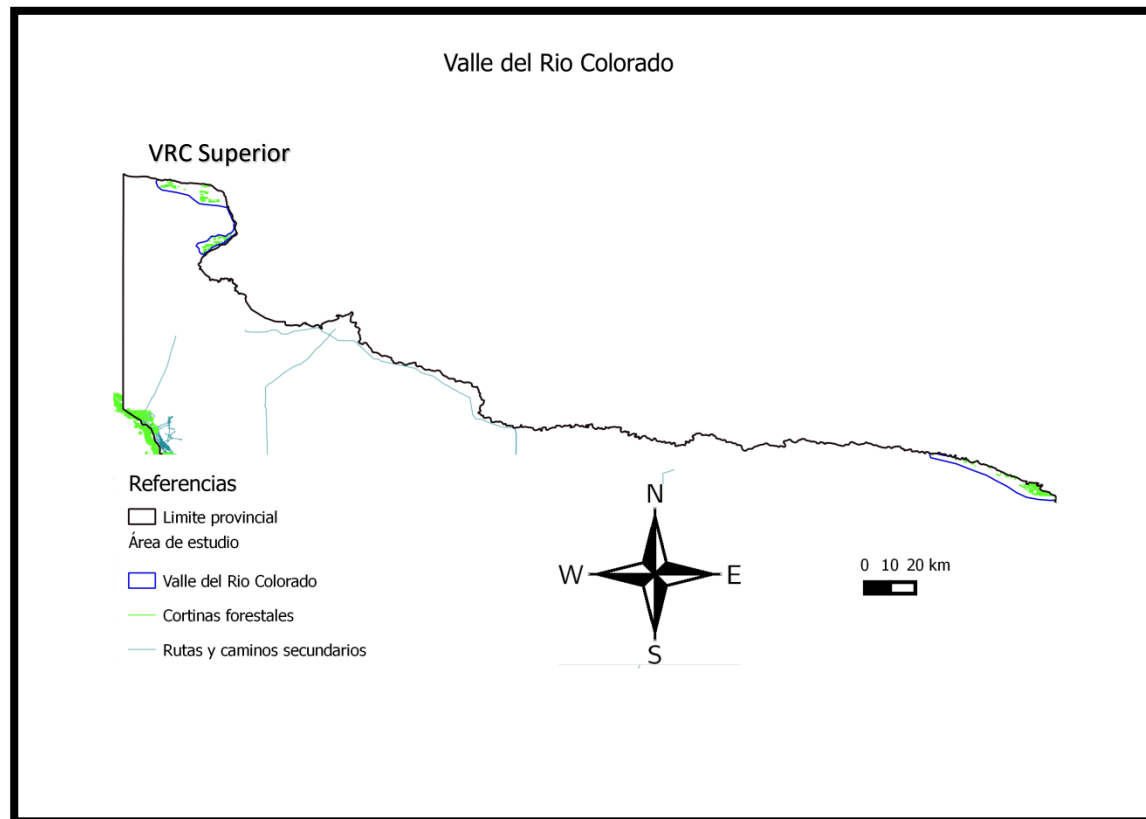 Valle del Rio Colorado
VRC Superior
Referencias
Limite provincial
Área de estudio
Valle del Rio Colorado
Cortinas forestales
Rutas y caminos secundarios
N
W E
S
0 10 20 km